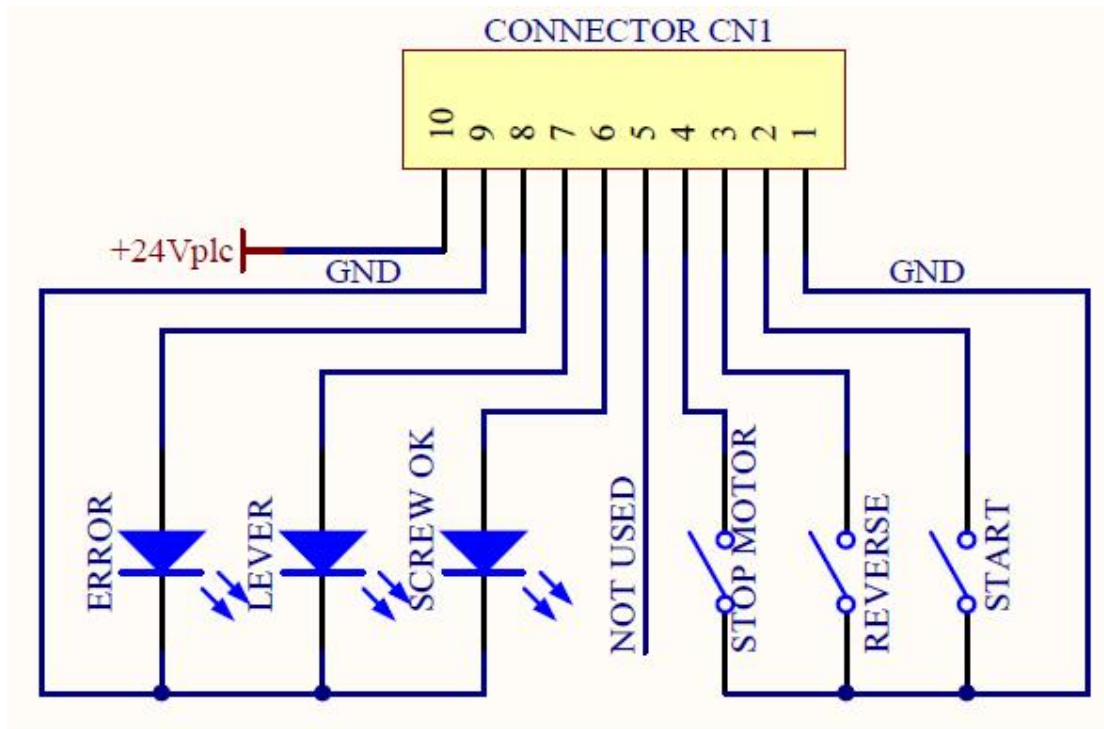 CONNECTOR CN1
10 9 8 7 6 5 4 3 2 1
+24Vplc
GND
GND
ERROR
LEVER
SCREW OK
NOT USED
STOP MOTOR
REVERSE
START